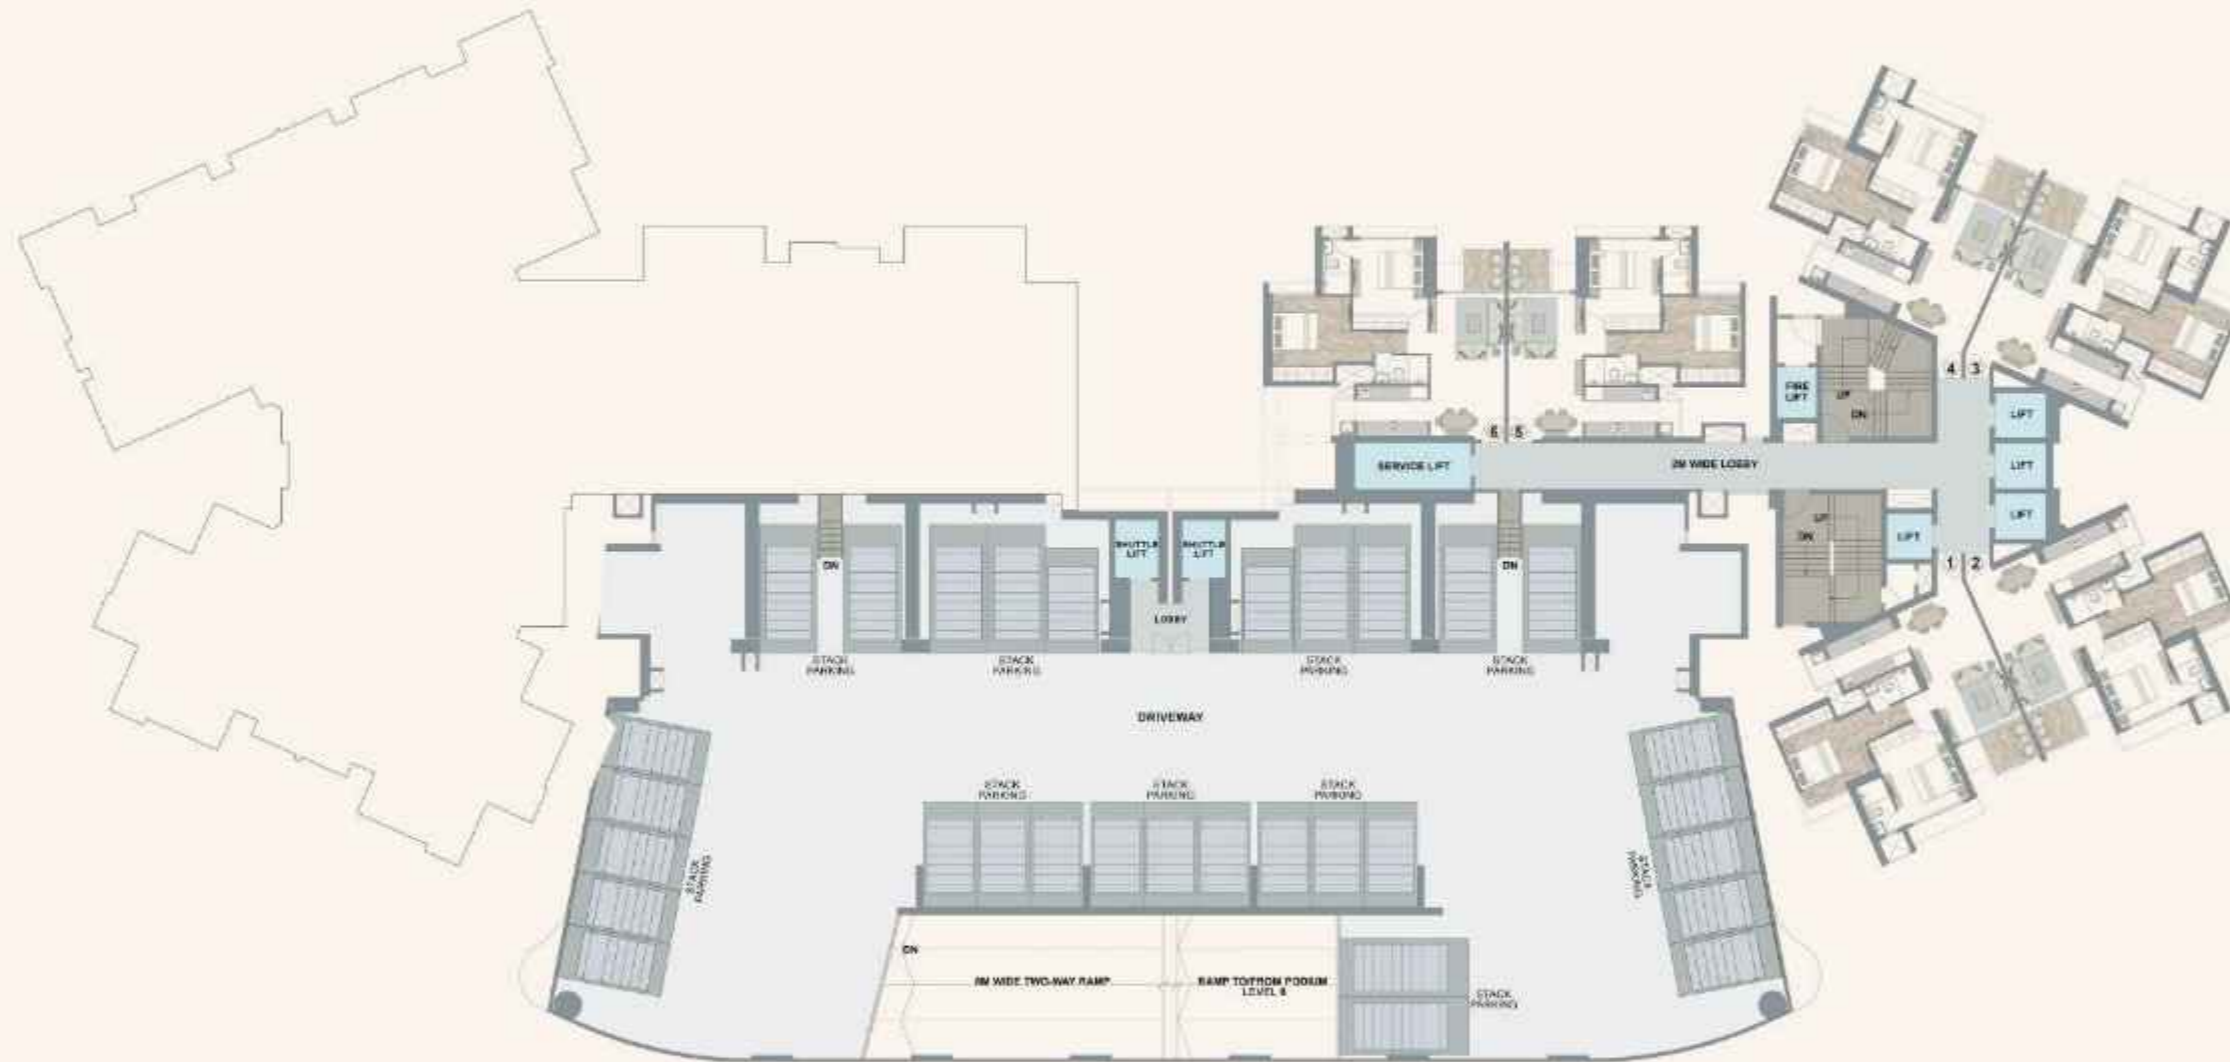 4 3
FIRE
LIFT
UP
DN
LIFT
6 5
SERVICE LIFT
2M WIDE LOBBY
LIFT
UP
DN
LIFT
LIFT
SHUTTLE
LIFT
SHUTTLE
LIFT
DN
DN
1 2
LOBBY
STACK
PARKING
STACK
PARKING
STACK
PARKING
STACK
PARKING
DRIVEWAY
STACK
PARKING
STACK
PARKING
STACK
PARKING
STACK
PARKING
STACK
PARKING
DN
WIDE TWO-WAY RAMP
RAMP TO/FROM PODIUM
LEVEL
STACK
PARKING